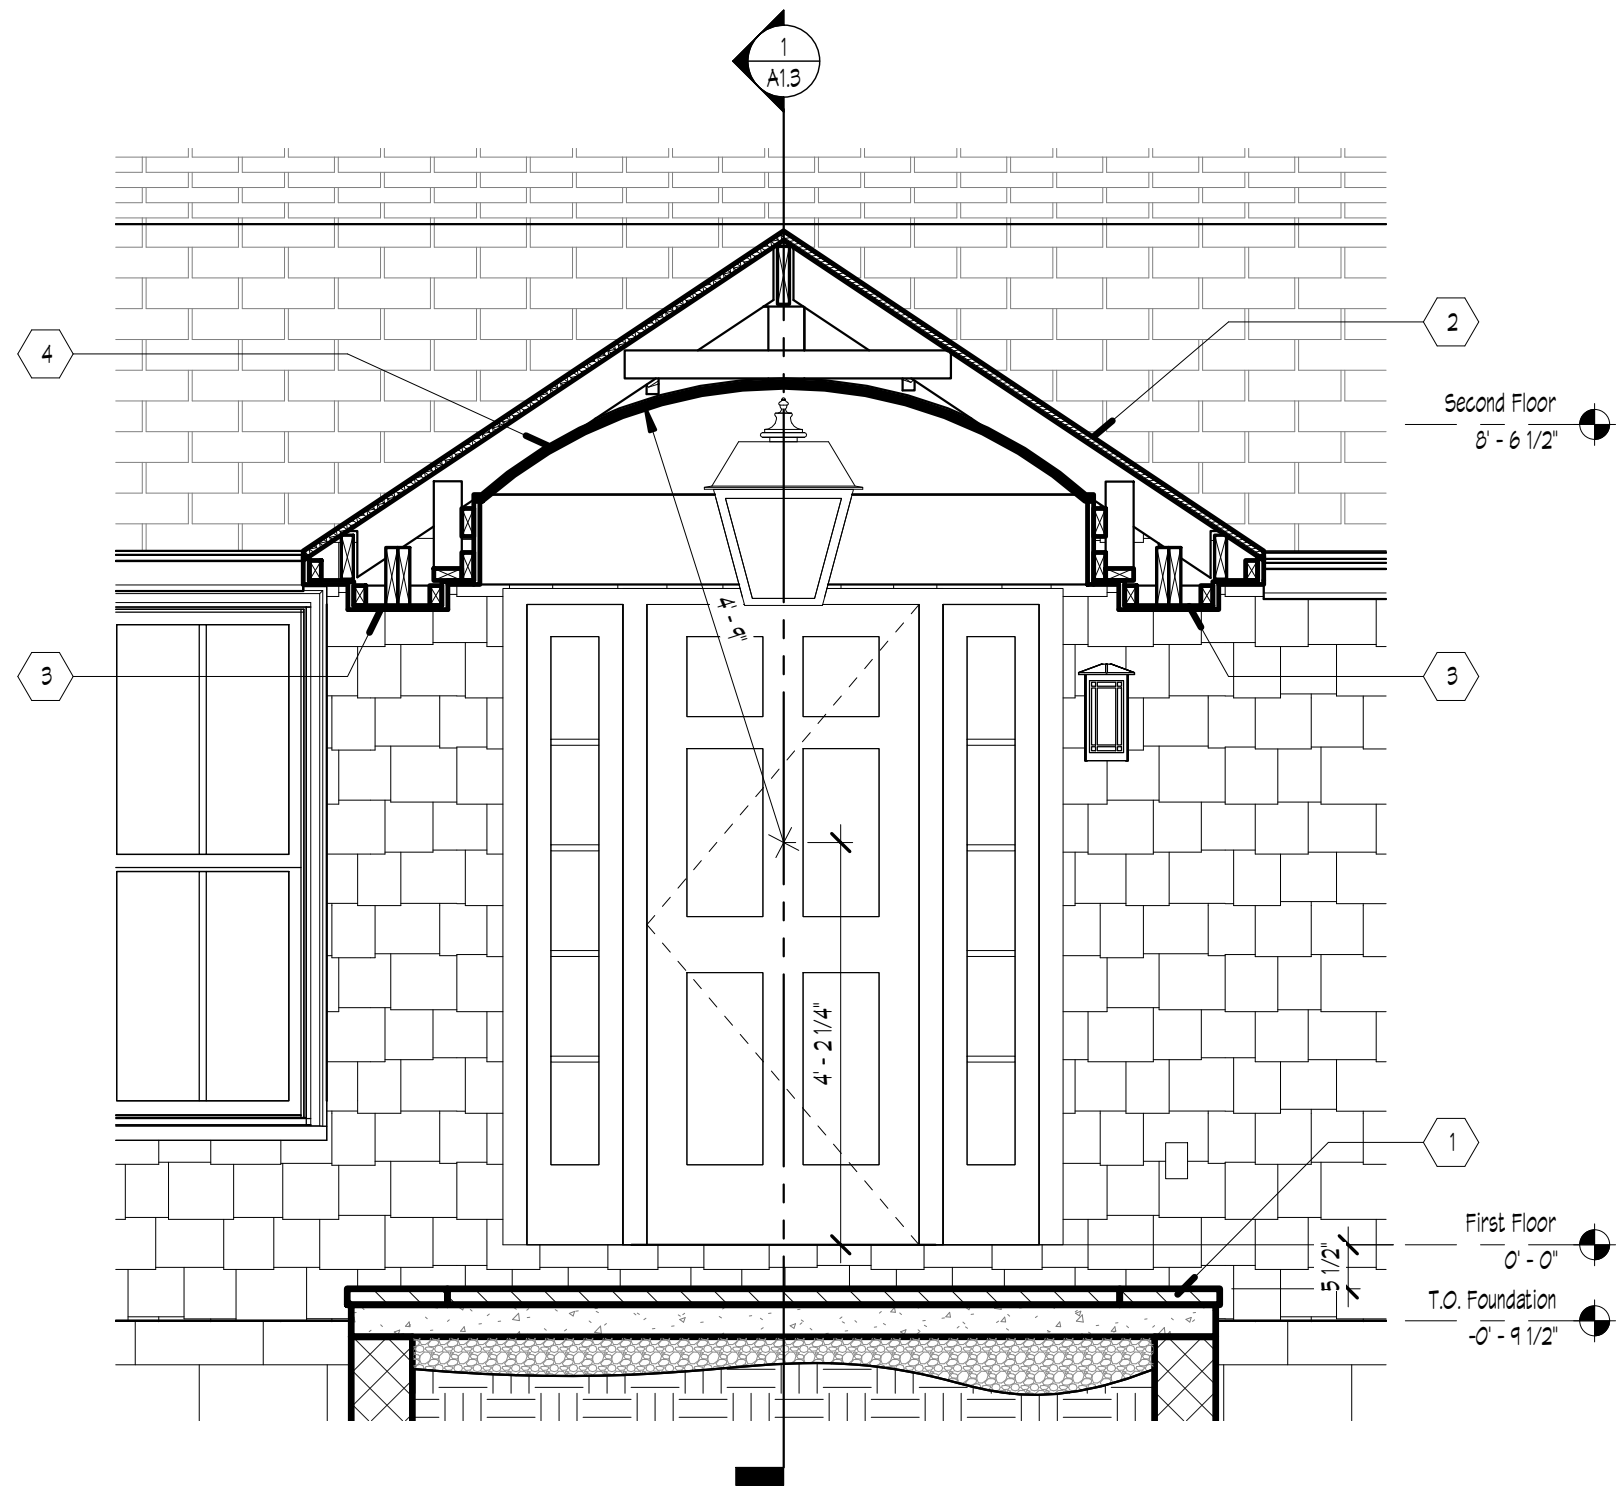 1
A1.3
2
4
Second Floor
8' - 6 1/2"
4' - 9"
3
3
4' - 2 1/4"
1
First Floor
0' - 0"
5 1/2"
T.O. Foundation
-0' - 9 1/2"